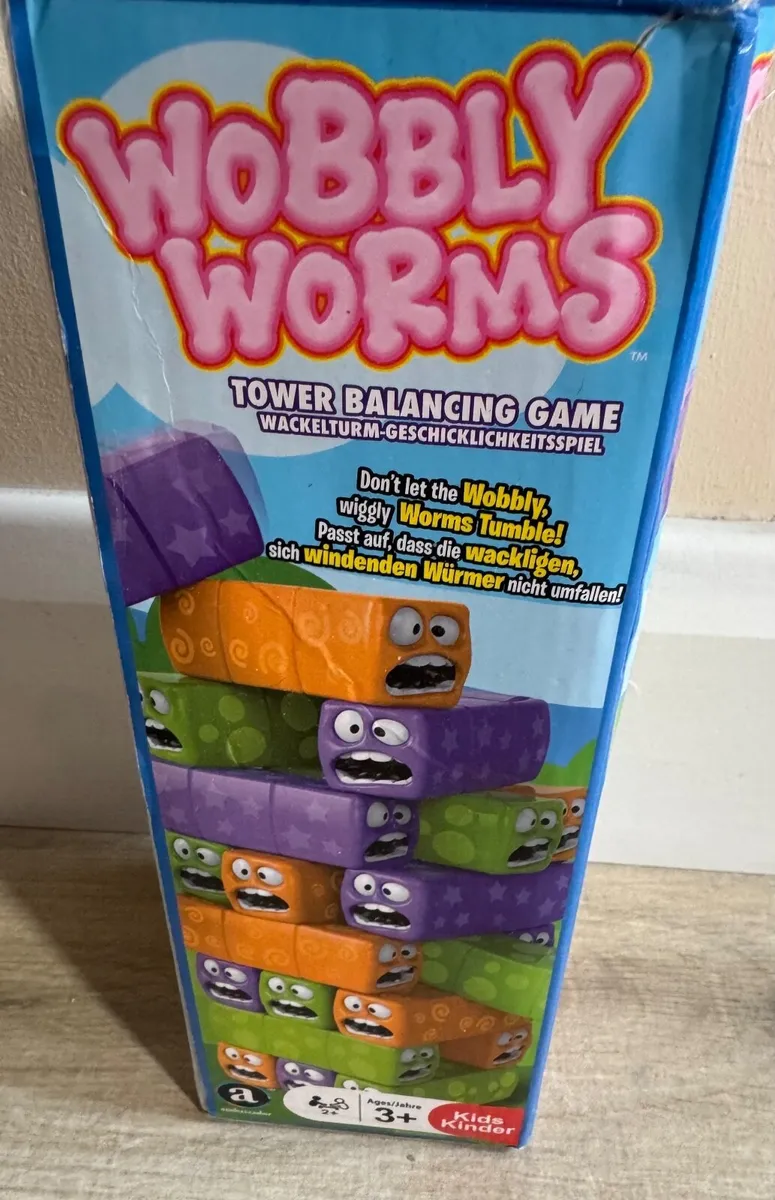 WOBBLY
WORMS
TM
TOWER BALANCING GAME
WACKELTURM-GESCHICKLICHKEITSSPIEL
Don't let the Wobbly,
wiggly Worms Tumble!
Passt auf, dass die wackligen,
sich windenden Würmer nicht umfallen!
a
ambassador
2+
Ages/Jahre
3+
Kids
Kinder